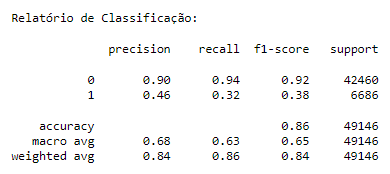 Relatório de Classificação:
precision recall f1-score support
0 0.90 0.94 0.92 42460
1 0.46 0.32 0.38 6686
accuracy 0.86 49146
macro avg 0.68 0.63 0.65 49146
weighted avg 0.84 0.86 0.84 49146